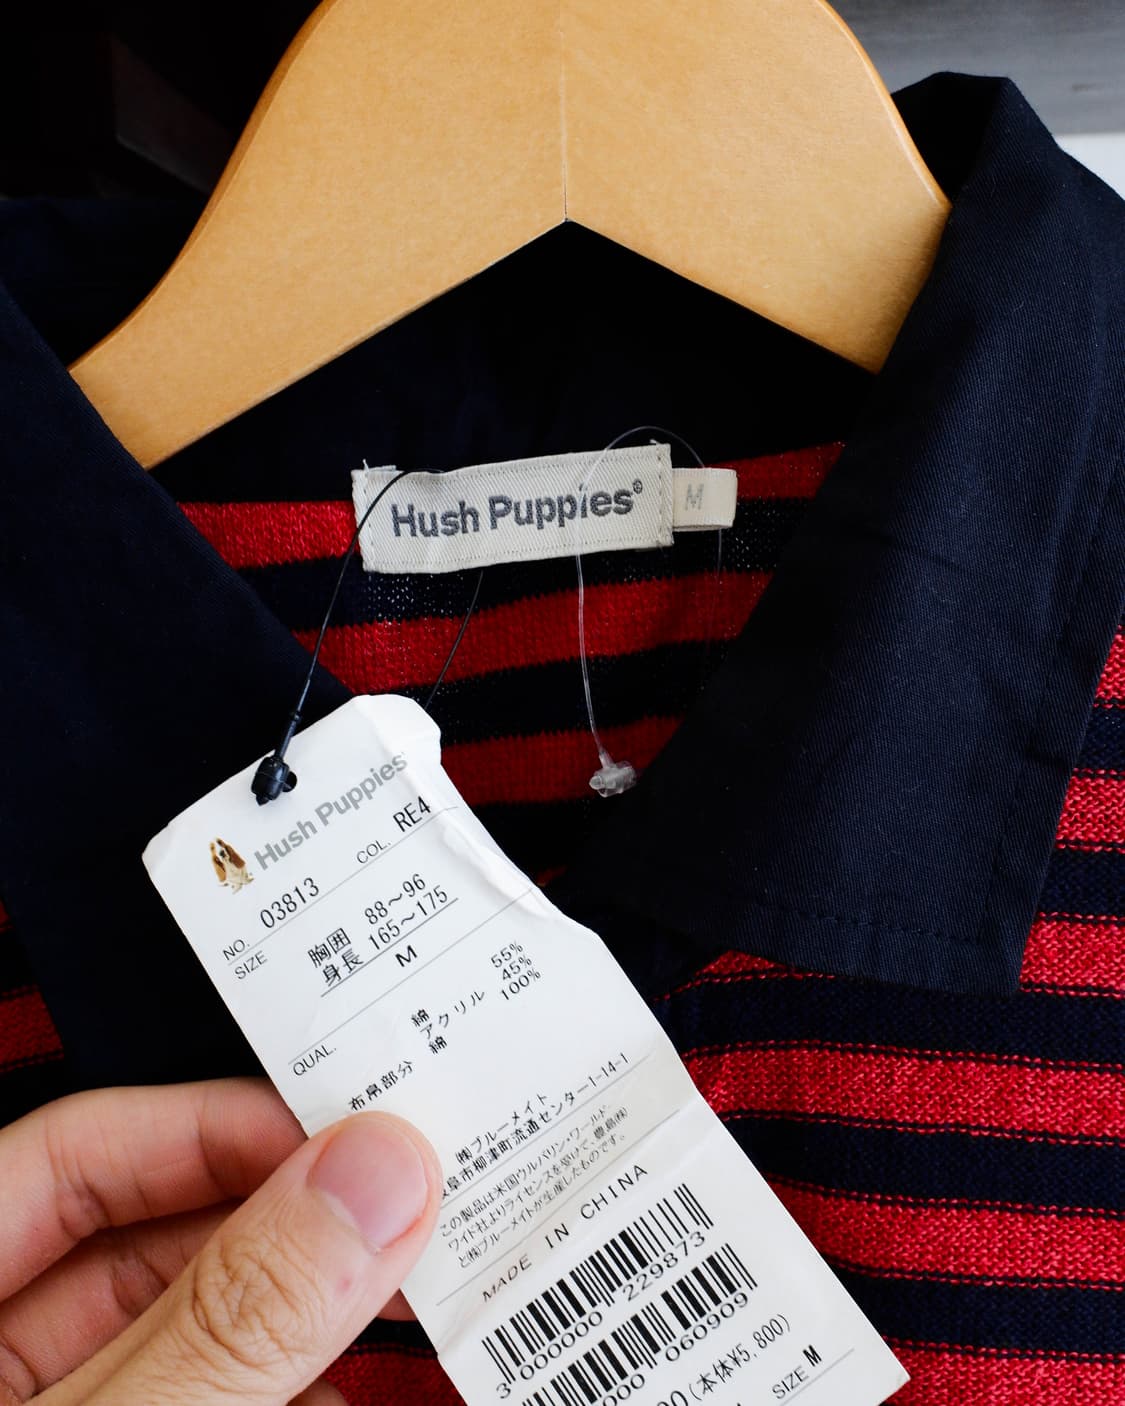 Hush Puppies®
M
Hush Puppies
NO. 03813 COL. RE4
SIZE 胸囲 88～96
身長 165～175
M
QUAL.
綿 55%
アクリル 45%
布帛部分 綿 100%
㈱ブルーメイト
阜市柳津町流通センター1-14-1
この製品は米国ウルバリン・ワールド
ワイド社よりライセンスを受けて、豊島㈱
と㈱ブルーメイトが生産したものです。
MADE IN CHINA
3 000000 229873
000 060909
00(本体¥5,800)
SIZE M